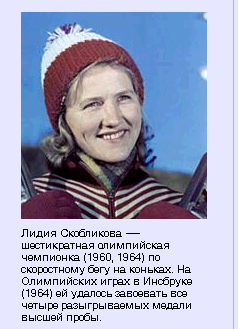 Лидия Скобликова —
шестикратная олимпийская
чемпионка (1960, 1964) по
скоростному бегу на коньках. На
Олимпийских играх в Инсбруке
(1964) ей удалось завоевать все
четыре разыгрываемых медали
высшей пробы.